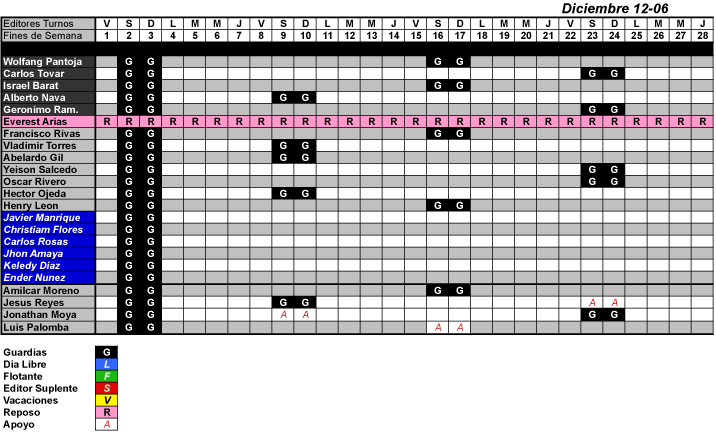 Diciembre 12-06
Editores Turnos V S D L M M J V S D L M M J V S D L M M J V S D L M M J
Fines de Semana 1 2 3 4 5 6 7 8 9 10 11 12 13 14 15 16 17 18 19 20 21 22 23 24 25 26 27 28
Wolfang Pantoja G G G G
Carlos Tovar G G G G
Israel Barat G G G G
Alberto Nava G G G G
Geronimo Ram. G G G G
Everest Arias R R R R R R R R R R R R R R R R R R R R R R R R R R R R
Francisco Rivas G G G G
Vladimir Torres G G G G
Abelardo Gil G G G G
Yeison Salcedo G G G G
Oscar Rivero G G G G
Hector Ojeda G G G G
Henry Leon G G G G
Javier Manrique G G
Christiam Flores G G
Carlos Rosas G G
Jhon Amaya G G
Keledy Diaz G G
Ender Nunez G G
Amilcar Moreno G G G G
Jesus Reyes G G G G A A
Jonathan Moya G G A A G G
Luis Palomba G G A A
Guardias G
Dia Libre L
Flotante F
Editor Suplente S
Vacaciones V
Reposo R
Apoyo A